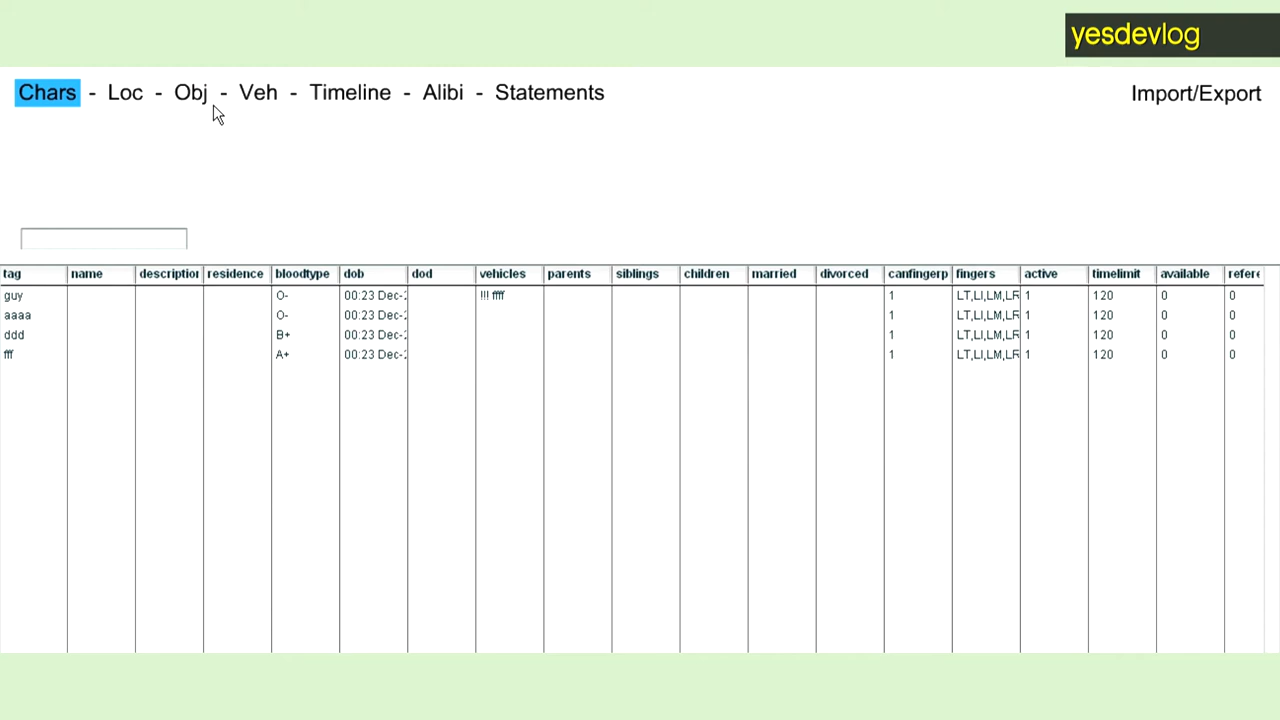 yesdevlog
Chars - Loc - Obj - Veh - Timeline - Alibi - Statements Import/Export
tag name description residence bloodtype dob dod vehicles parents siblings children married divorced canfingerp fingers active timelimit available refere
guy O- 00:23 Dec-2 !!! ffff 1 LT,LI,LM,LR 1 120 0 0
aaaa O- 00:23 Dec-2 1 LT,LI,LM,LR 1 120 0 0
ddd B+ 00:23 Dec-2 1 LT,LI,LM,LR 1 120 0 0
fff A+ 00:23 Dec-2 1 LT,LI,LM,LR 1 120 0 0